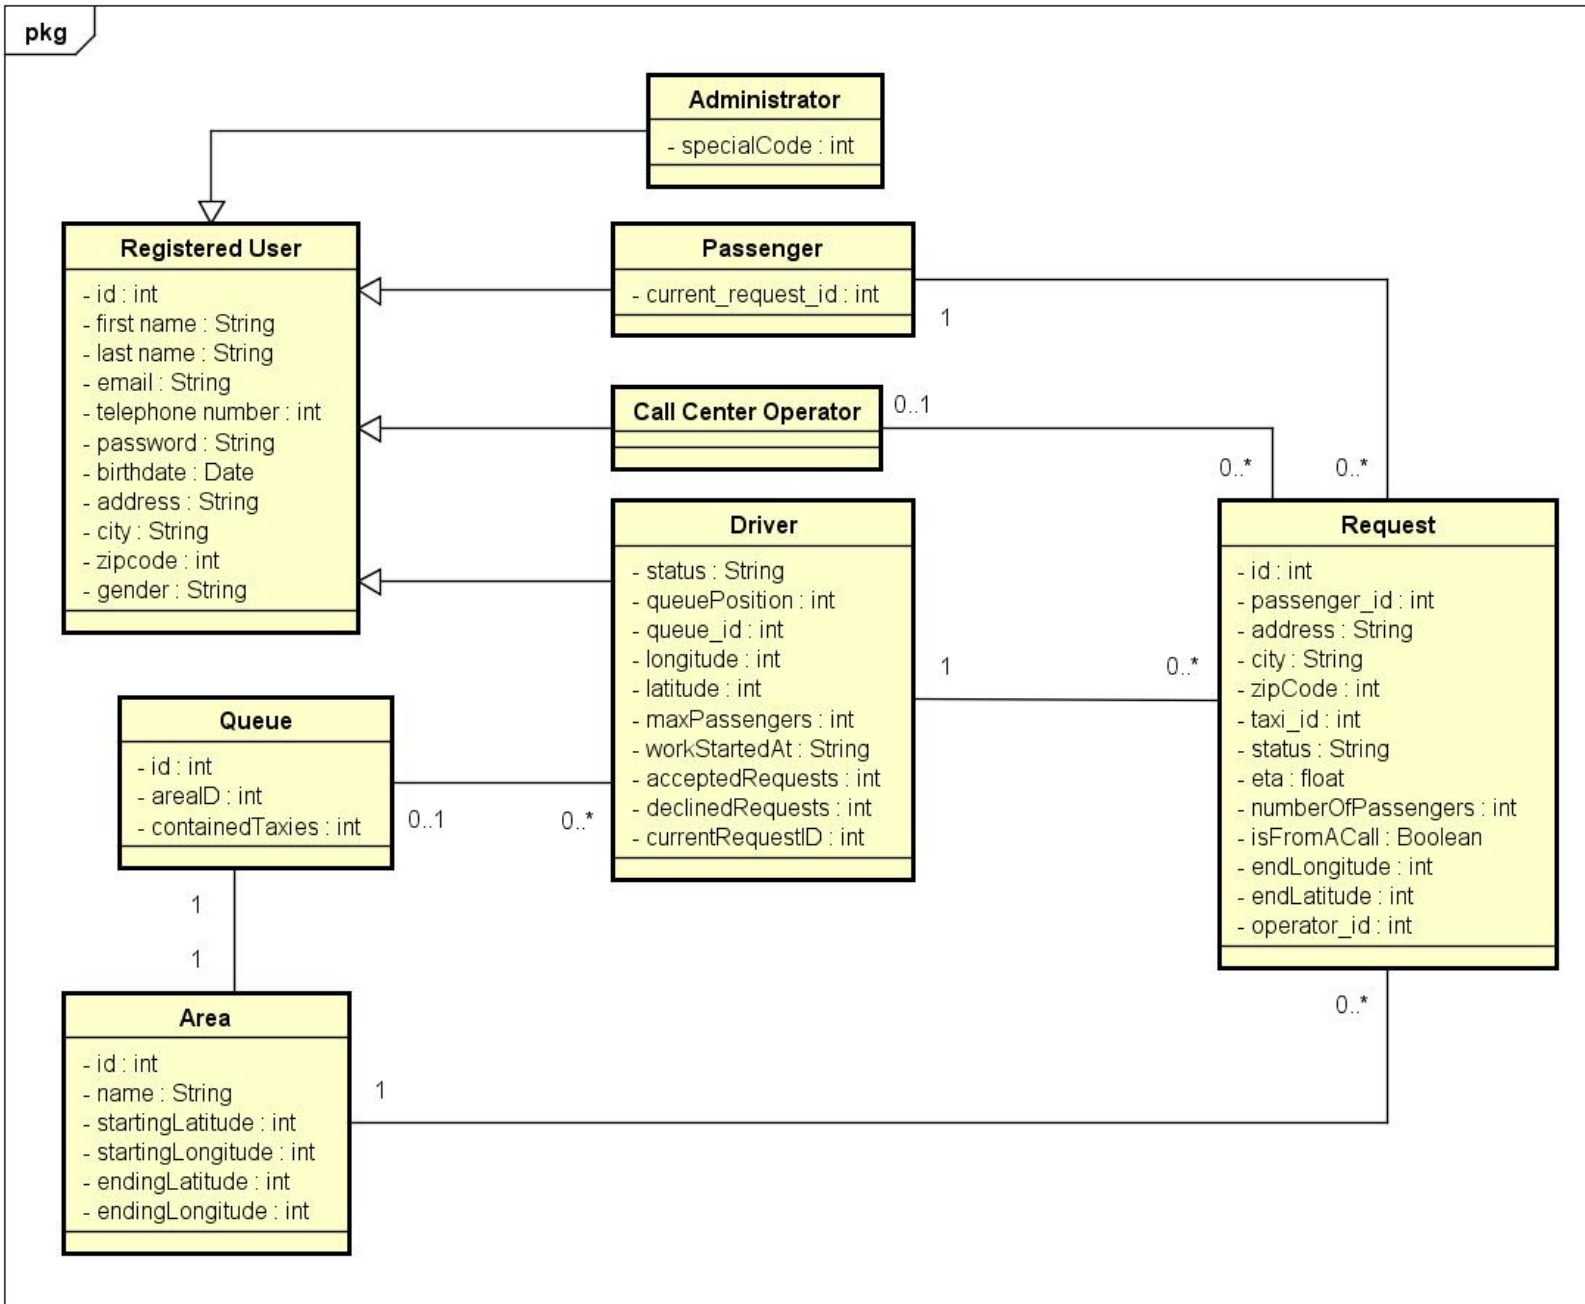 pkg
Administrator
- specialCode : int
Registered User
- id : int
- first name : String
- last name : String
- email : String
- telephone number : int
- password : String
- birthdate : Date
- address : String
- city : String
- zipcode : int
- gender : String
Passenger
- current_request_id : int
1
Call Center Operator
0..1
0..*
0..*
Driver
- status : String
- queuePosition : int
- queue_id : int
- longitude : int
- latitude : int
- maxPassengers : int
- workStartedAt : String
- acceptedRequests : int
- declinedRequests : int
- currentRequestID : int
1
0..*
Request
- id : int
- passenger_id : int
- address : String
- city : String
- zipCode : int
- taxi_id : int
- status : String
- eta : float
- numberOfPassengers : int
- isFromACall : Boolean
- endLongitude : int
- endLatitude : int
- operator_id : int
Queue
- id : int
- areaID : int
- containedTaxies : int
0..1
0..*
1
1
0..*
Area
- id : int
- name : String
- startingLatitude : int
- startingLongitude : int
- endingLatitude : int
- endingLongitude : int
1